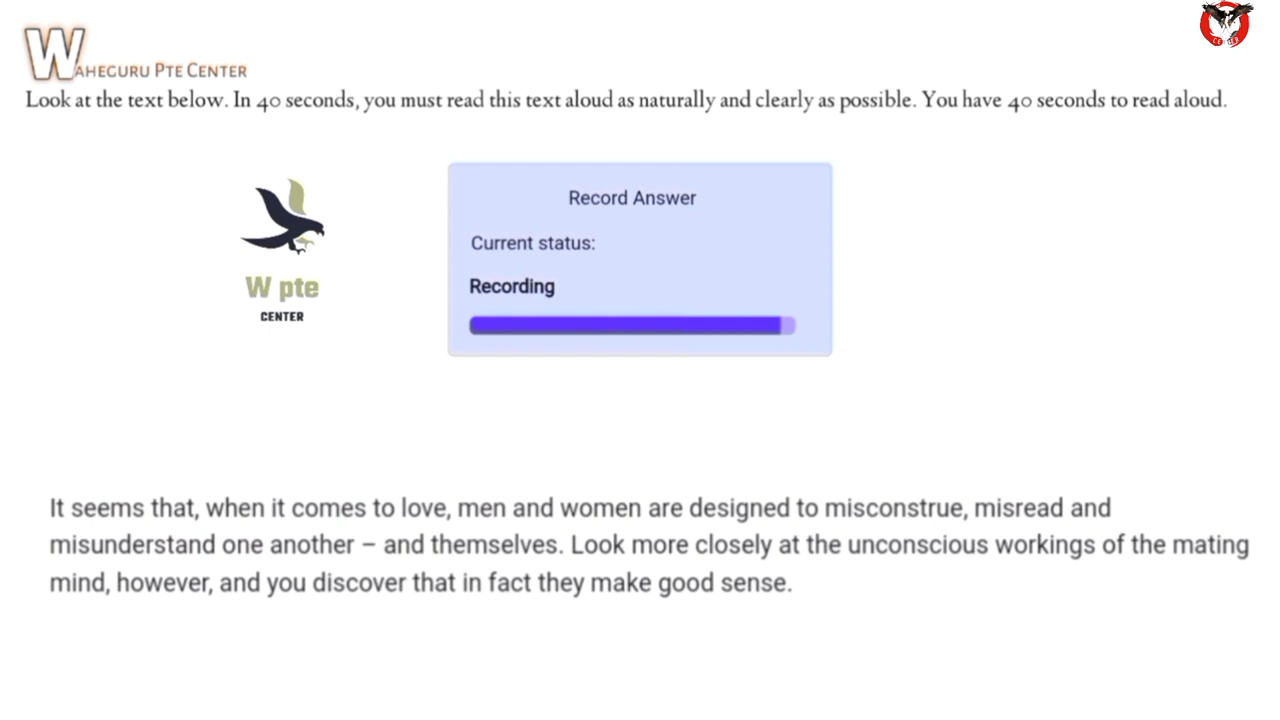 WAHEGURU PTE CENTER
Look at the text below. In 40 seconds, you must read this text aloud as naturally and clearly as possible. You have 40 seconds to read aloud.
Record Answer
Current status:
Recording
W pte
CENTER
It seems that, when it comes to love, men and women are designed to misconstrue, misread and
misunderstand one another – and themselves. Look more closely at the unconscious workings of the mating
mind, however, and you discover that in fact they make good sense.